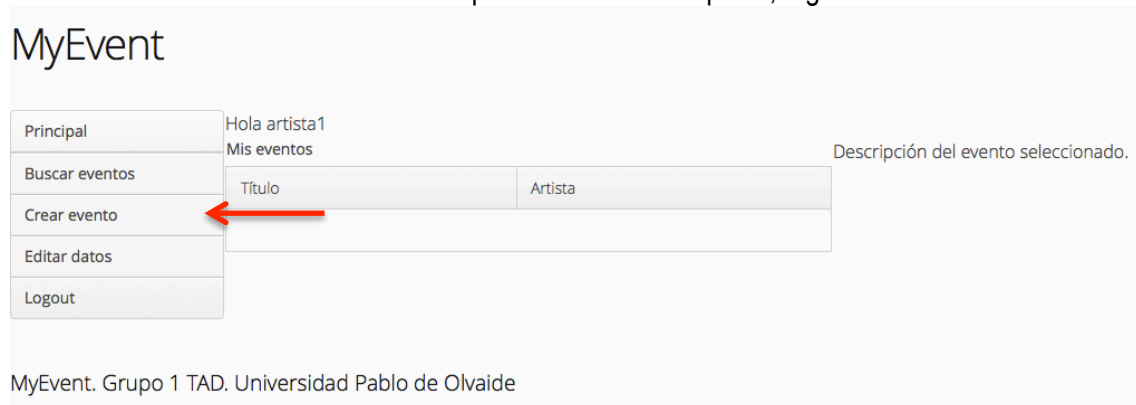 MyEvent
Principal
Buscar eventos
Crear evento
Editar datos
Logout
Hola artista1
Mis eventos
Título Artista
Descripción del evento seleccionado.
MyEvent. Grupo 1 TAD. Universidad Pablo de Olvaide